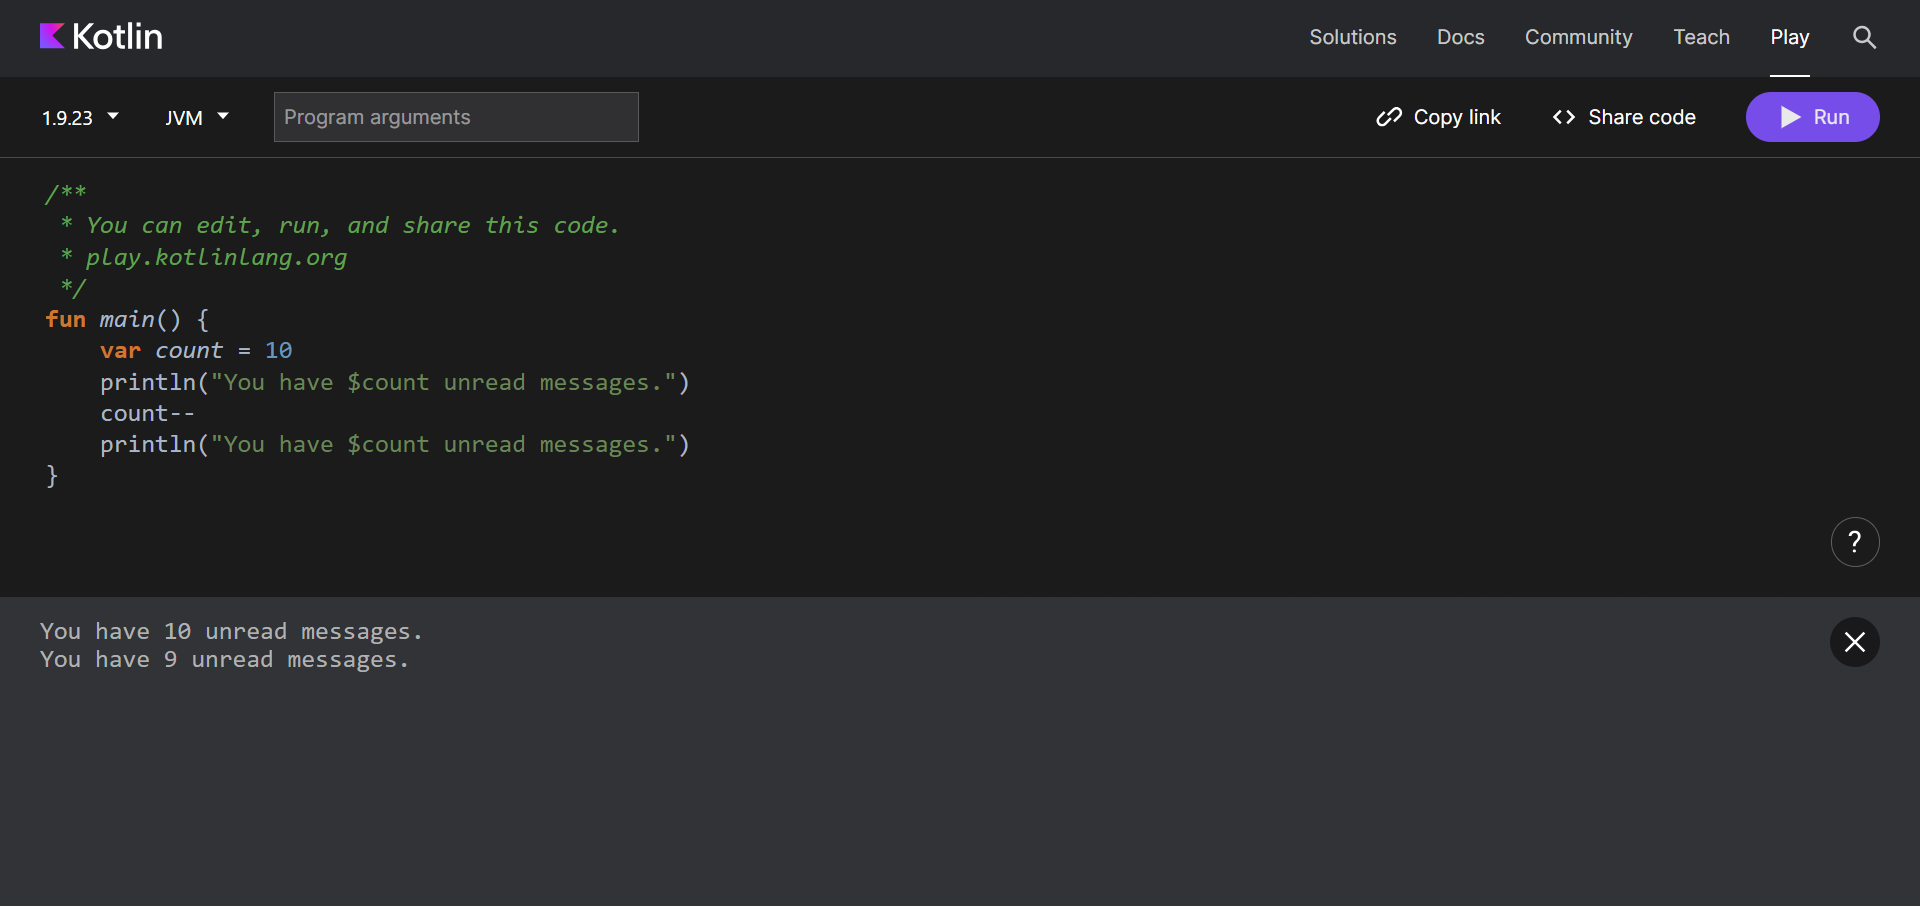 Kotlin
Solutions Docs Community Teach Play
1.9.23 JVM Program arguments Copy link <> Share code Run
/**
 * You can edit, run, and share this code.
 * play.kotlinlang.org
 */
fun main() {
    var count = 10
    println("You have $count unread messages.")
    count--
    println("You have $count unread messages.")
}
?
You have 10 unread messages.
You have 9 unread messages.